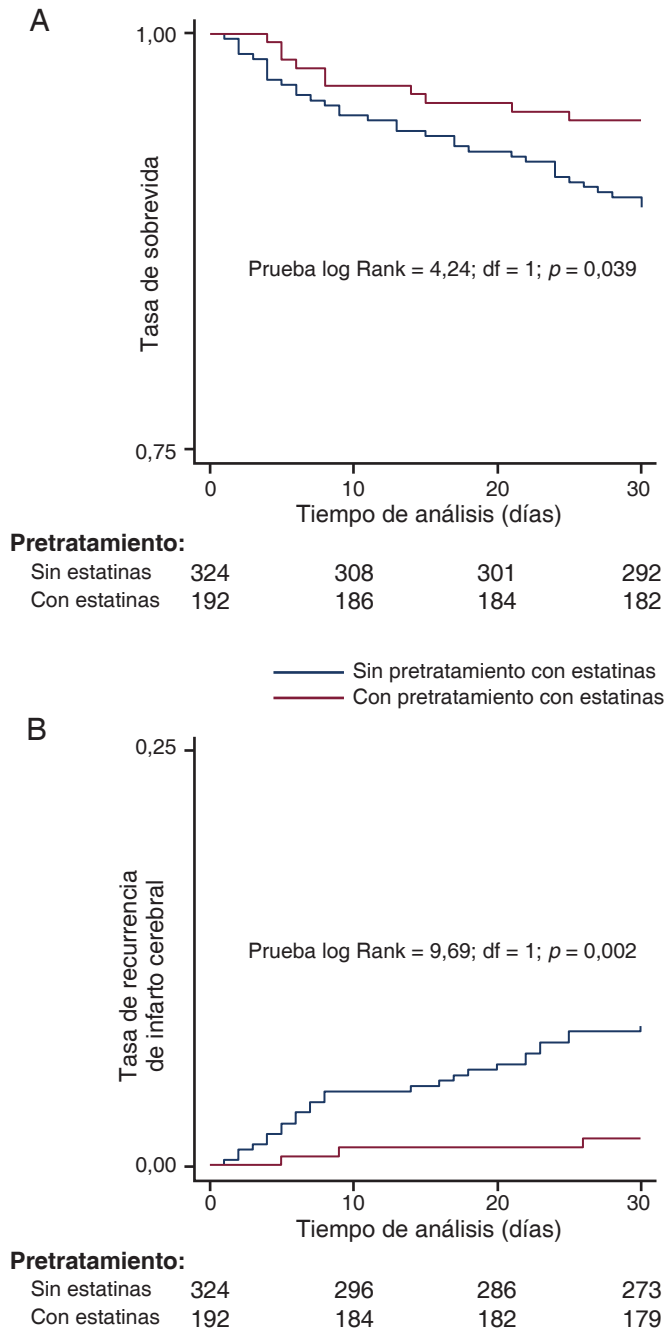 A
1,00
Tasa de sobrevida
Prueba log Rank = 4,24; df = 1; p = 0,039
0,75
0 10 20 30
Tiempo de análisis (días)
Pretratamiento:
Sin estatinas 324 308 301 292
Con estatinas 192 186 184 182
Sin pretratamiento con estatinas
Con pretratamiento con estatinas
B
0,25
Tasa de recurrencia
de infarto cerebral
Prueba log Rank = 9,69; df = 1; p = 0,002
0,00
0 10 20 30
Tiempo de análisis (días)
Pretratamiento:
Sin estatinas 324 296 286 273
Con estatinas 192 184 182 179